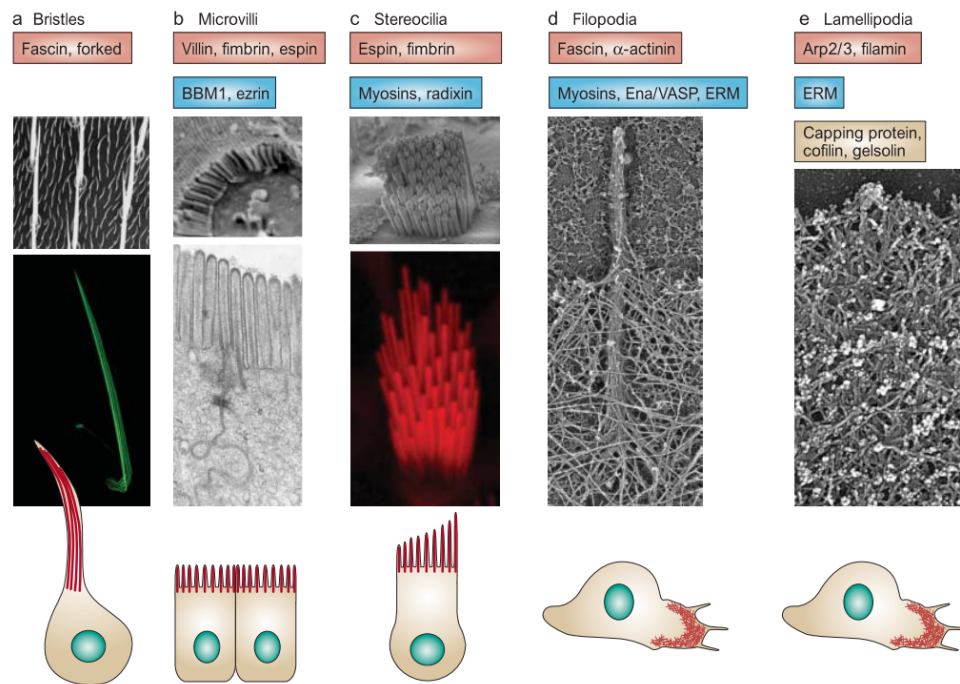 a Bristles
Fascin, forked
b Microvilli
Villin, fimbrin, espin
BBM1, ezrin
c Stereocilia
Espin, fimbrin
Myosins, radixin
d Filopodia
Fascin, α-actinin
Myosins, Ena/VASP, ERM
e Lamellipodia
Arp2/3, filamin
ERM
Capping protein,
cofilin, gelsolin